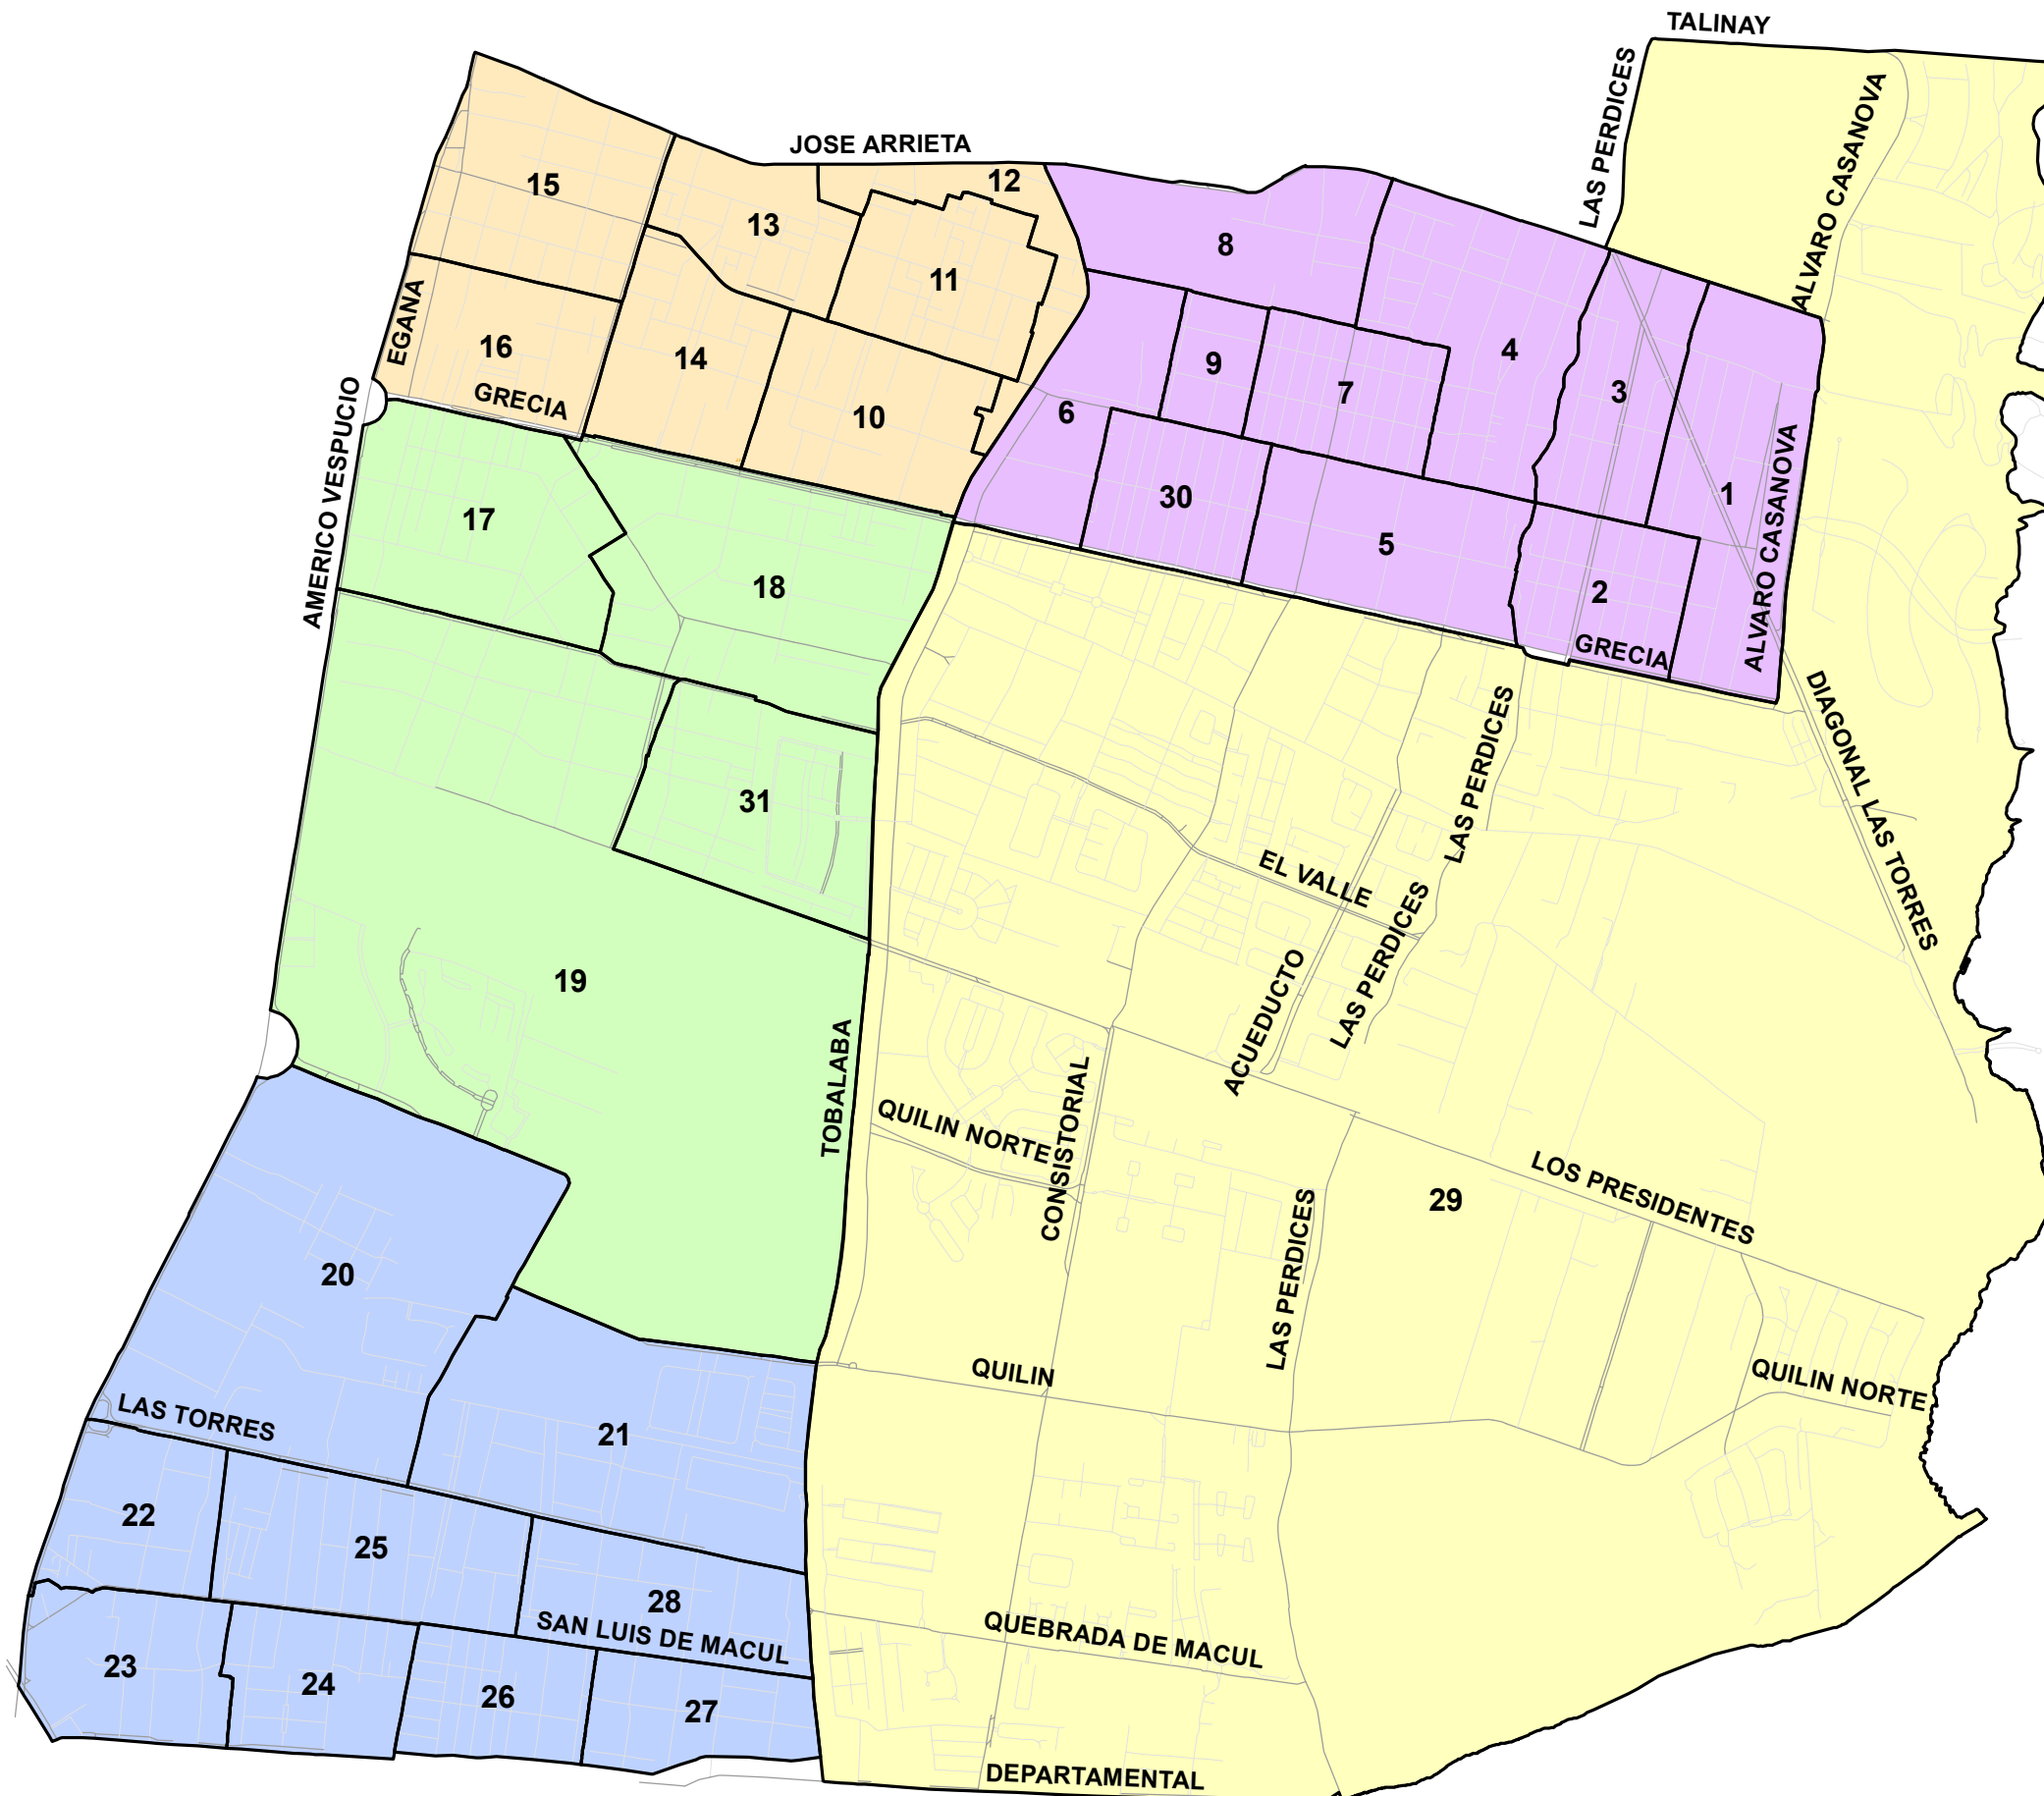 TALINAY
LAS PERDICES
ALVARO CASANOVA
JOSE ARRIETA
12
15
13
8
11
EGANA
16
14
9
4
7
3
GRECIA
10
6
AMERICO VESPUCIO
17
30
1
ALVARO CASANOVA
5
18
2
GRECIA
DIAGONAL LAS TORRES
LAS PERDICES
31
EL VALLE
LAS PERDICES
19
ACUEDUCTO
TOBALABA
QUILIN NORTE
CONSISTORIAL
LOS PRESIDENTES
29
LAS PERDICES
20
QUILIN
QUILIN NORTE
LAS TORRES
21
22
25
28
SAN LUIS DE MACUL
QUEBRADA DE MACUL
23
24
26
27
DEPARTAMENTAL